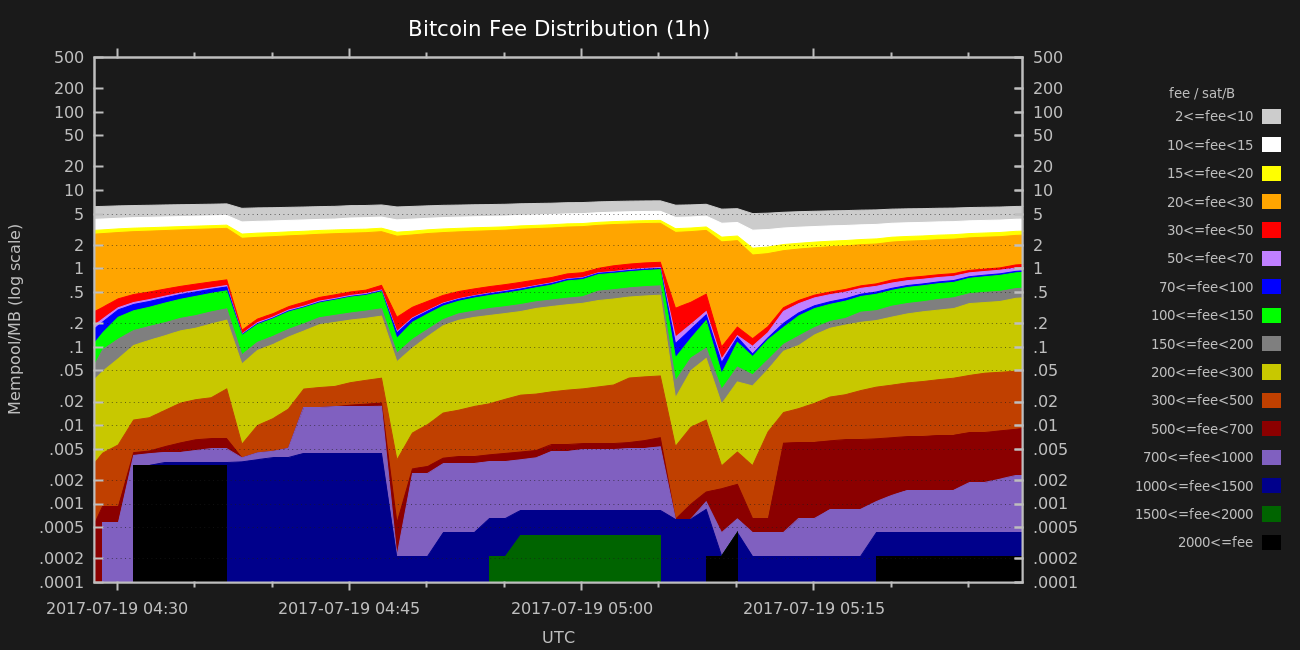 Bitcoin Fee Distribution (1h)
500
200
100
50
20
10
5
2
1
.5
.2
.1
.05
.02
.01
.005
.002
.001
.0005
.0002
.0001
Mempool/MB (log scale)
500
200
100
50
20
10
5
2
1
.5
.2
.1
.05
.02
.01
.005
.002
.001
.0005
.0002
.0001
2017-07-19 04:30
2017-07-19 04:45
2017-07-19 05:00
2017-07-19 05:15
UTC
fee / sat/B
2<=fee<10
10<=fee<15
15<=fee<20
20<=fee<30
30<=fee<50
50<=fee<70
70<=fee<100
100<=fee<150
150<=fee<200
200<=fee<300
300<=fee<500
500<=fee<700
700<=fee<1000
1000<=fee<1500
1500<=fee<2000
2000<=fee